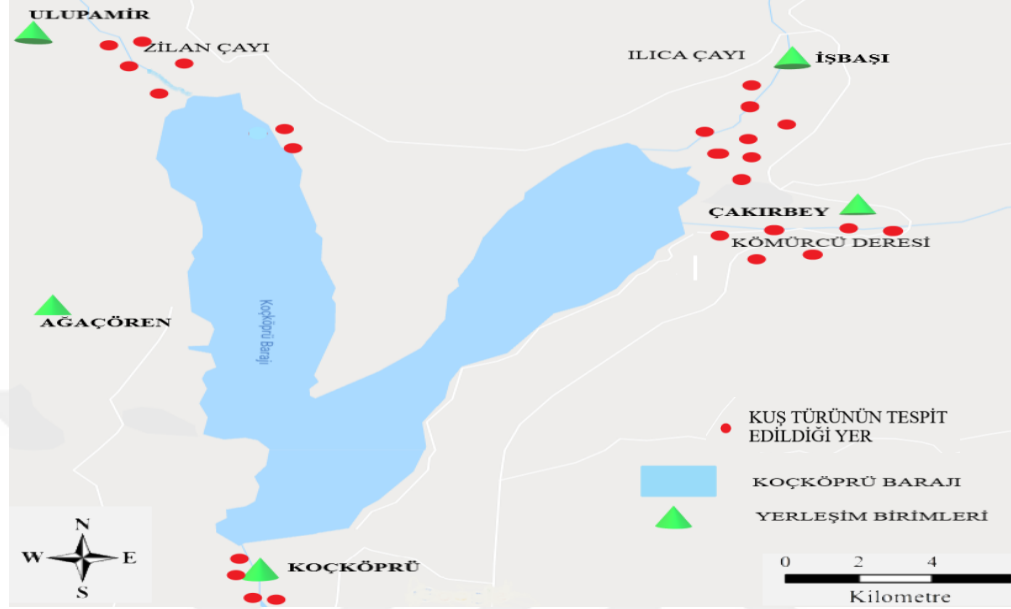 ULUPAMİR
ZİLAN ÇAYI
ILICA ÇAYI
İŞBAŞI
ÇAKIRBEY
KÖMÜRCÜ DERESİ
AĞAÇÖREN
Koçköprü Barajı
KUŞ TÜRÜNÜN TESPİT
EDİLDİĞİ YER
KOÇKÖPRÜ BARAJI
YERLEŞİM BİRİMLERİ
N
W E
S
KOÇKÖPRÜ
0 2 4
Kilometre